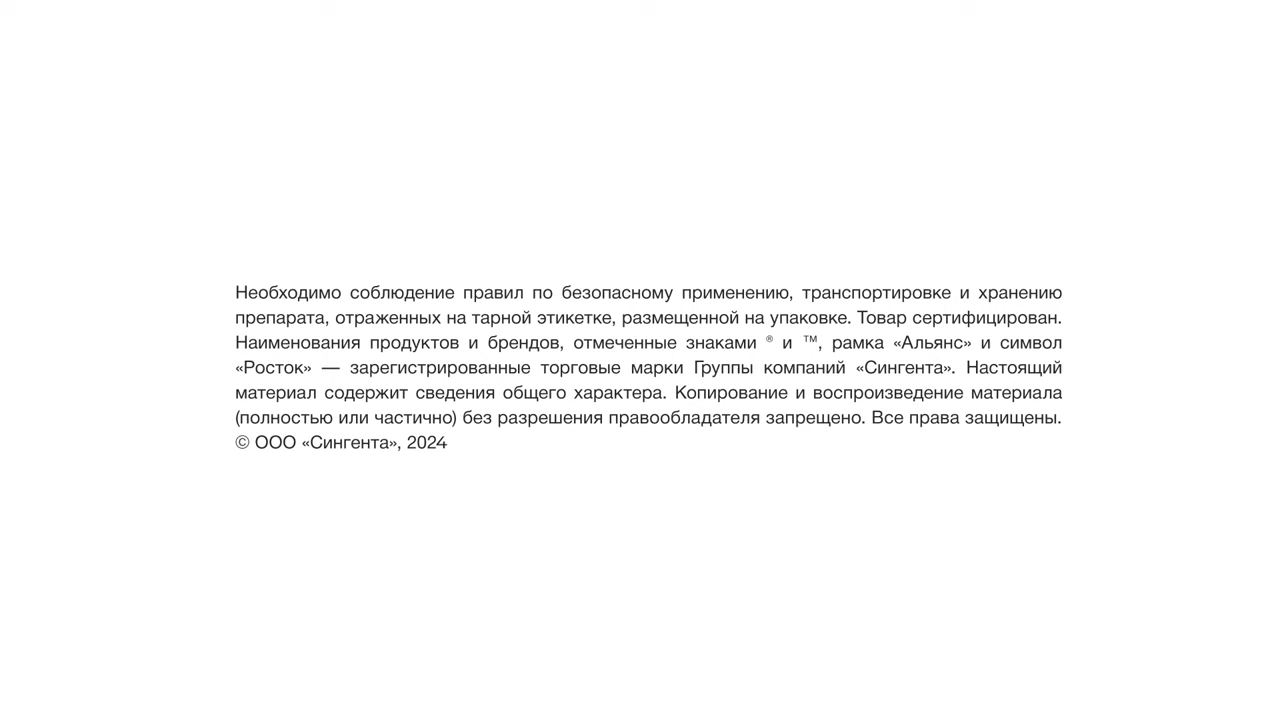 Необходимо соблюдение правил по безопасному применению, транспортировке и хранению
препарата, отраженных на тарной этикетке, размещенной на упаковке. Товар сертифицирован.
Наименования продуктов и брендов, отмеченные знаками ® и ™, рамка «Альянс» и символ
«Росток» — зарегистрированные торговые марки Группы компаний «Сингента». Настоящий
материал содержит сведения общего характера. Копирование и воспроизведение материала
(полностью или частично) без разрешения правообладателя запрещено. Все права защищены.
© ООО «Сингента», 2024